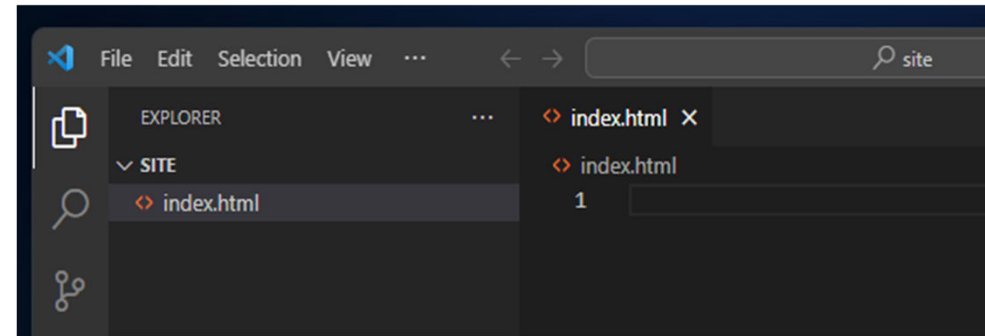 File Edit Selection View ··· ← → site
EXPLORER ··· <> index.html ×
SITE <> index.html
<> index.html 1